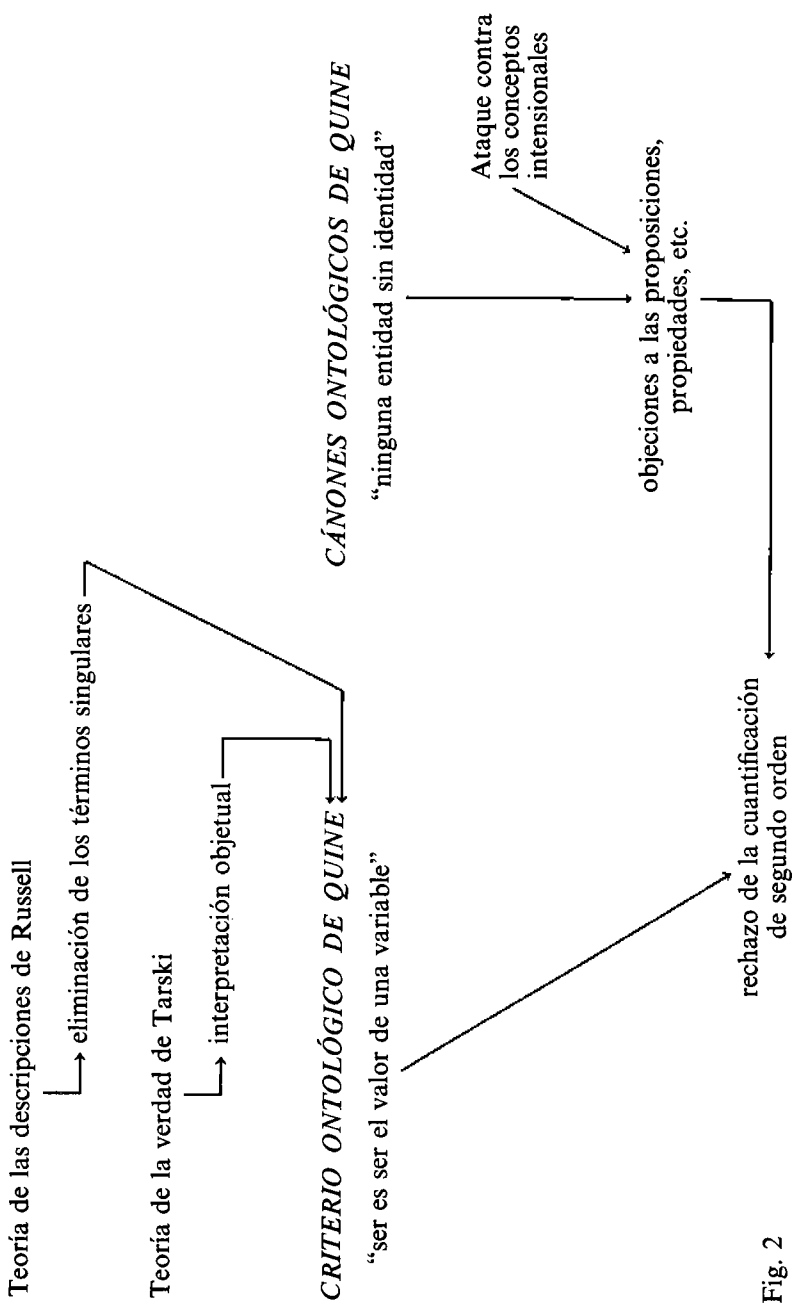 Teoría de las descripciones de Russell
eliminación de los términos singulares
Teoría de la verdad de Tarski
interpretación objetual
CRITERIO ONTOLÓGICO DE QUINE
“ser es ser el valor de una variable”
CÁNONES ONTOLÓGICOS DE QUINE
“ninguna entidad sin identidad”
Ataque contra
los conceptos
intensionales
objeciones a las proposiciones,
propiedades, etc.
rechazo de la cuantificación
de segundo orden
Fig. 2